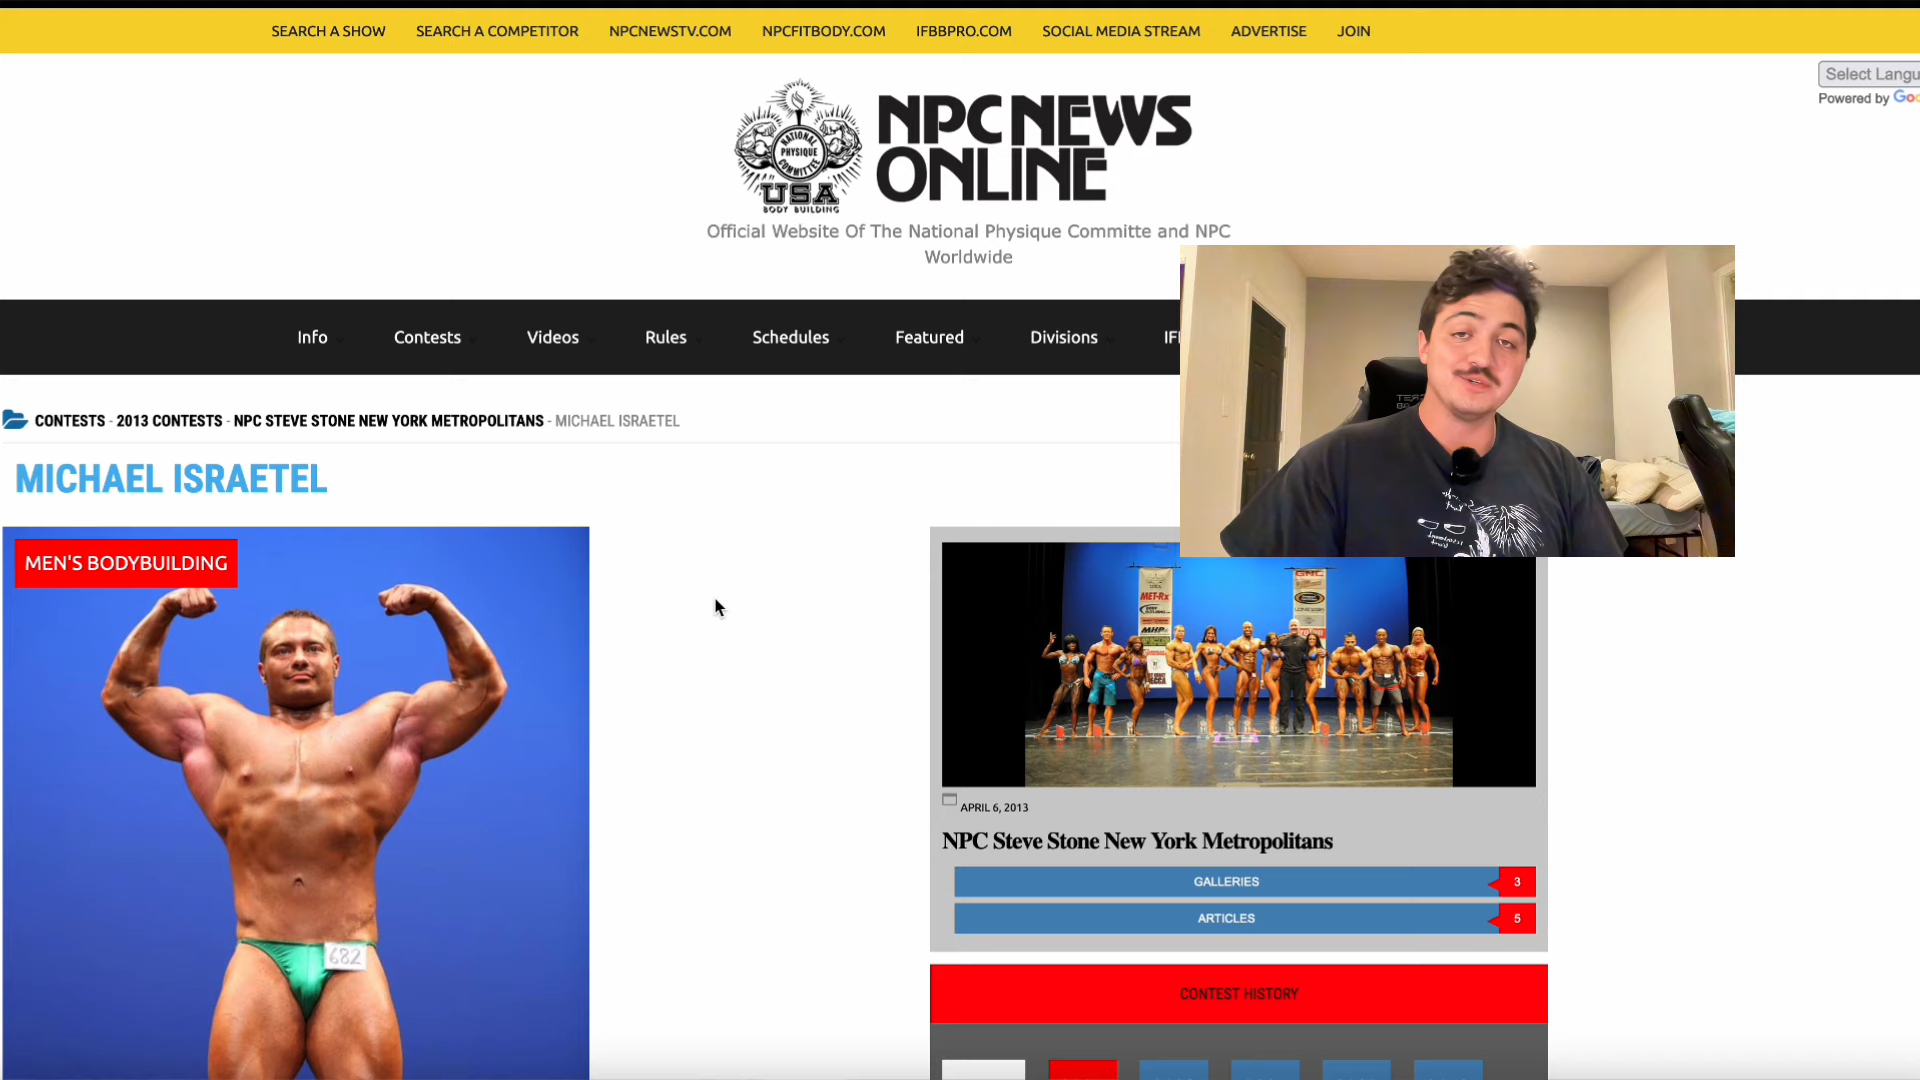 SEARCH A SHOW SEARCH A COMPETITOR NPCNEWSTV.COM NPCFITBODY.COM IFBBPRO.COM SOCIAL MEDIA STREAM ADVERTISE JOIN
Select Langu
Powered by Goo
NATIONAL
PHYSIQUE
COMMITTEE
USA
BODY BUILDING
NPC NEWS
ONLINE
Official Website Of The National Physique Committe and NPC
Worldwide
Info Contests Videos Rules Schedules Featured Divisions
CONTESTS - 2013 CONTESTS - NPC STEVE STONE NEW YORK METROPOLITANS - MICHAEL ISRAETEL
MICHAEL ISRAETEL
MEN'S BODYBUILDING
682
MET-Rx
MHP
GNC
APRIL 6, 2013
NPC Steve Stone New York Metropolitans
GALLERIES 3
ARTICLES 5
CONTEST HISTORY